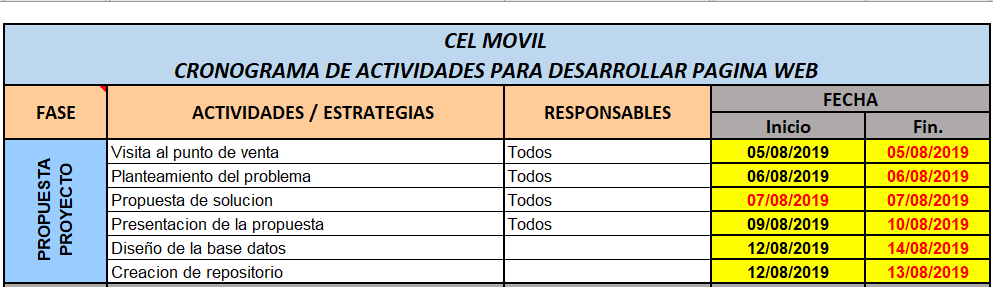 CEL MOVIL
CRONOGRAMA DE ACTIVIDADES PARA DESARROLLAR PAGINA WEB
FASE ACTIVIDADES / ESTRATEGIAS RESPONSABLES FECHA
Inicio Fin.
PROPUESTA
PROYECTO
Visita al punto de venta Todos 05/08/2019 05/08/2019
Planteamiento del problema Todos 06/08/2019 06/08/2019
Propuesta de solucion Todos 07/08/2019 07/08/2019
Presentacion de la propuesta Todos 09/08/2019 10/08/2019
Diseño de la base datos 12/08/2019 14/08/2019
Creacion de repositorio 12/08/2019 13/08/2019